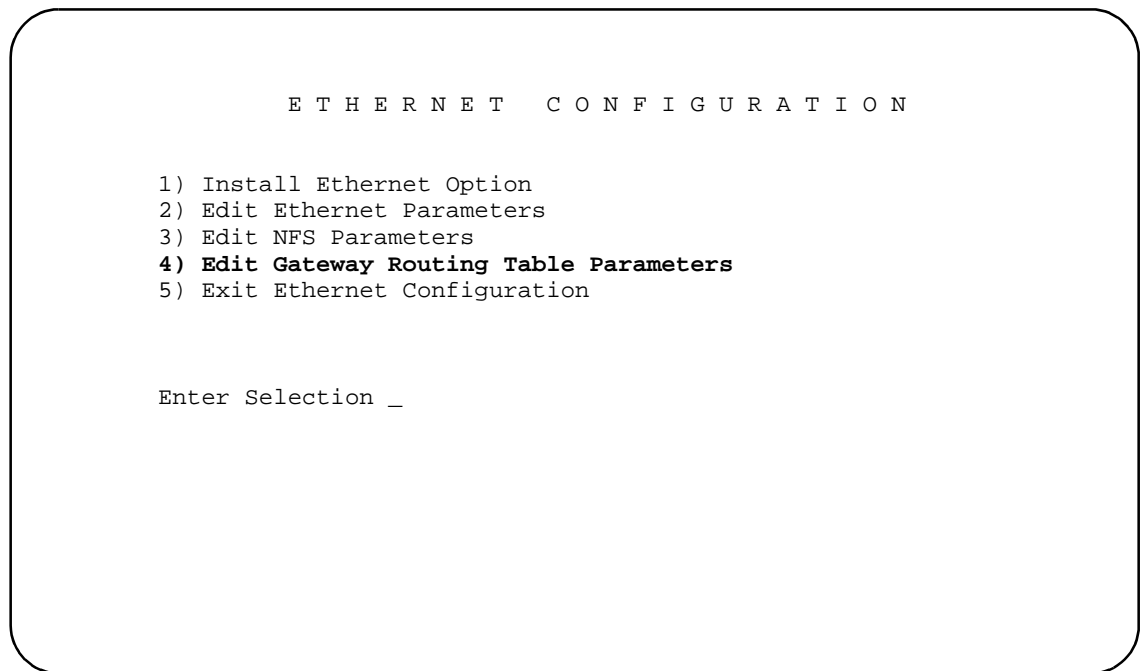 E T H E R N E T   C O N F I G U R A T I O N
1) Install Ethernet Option
2) Edit Ethernet Parameters
3) Edit NFS Parameters
4) Edit Gateway Routing Table Parameters
5) Exit Ethernet Configuration
Enter Selection _